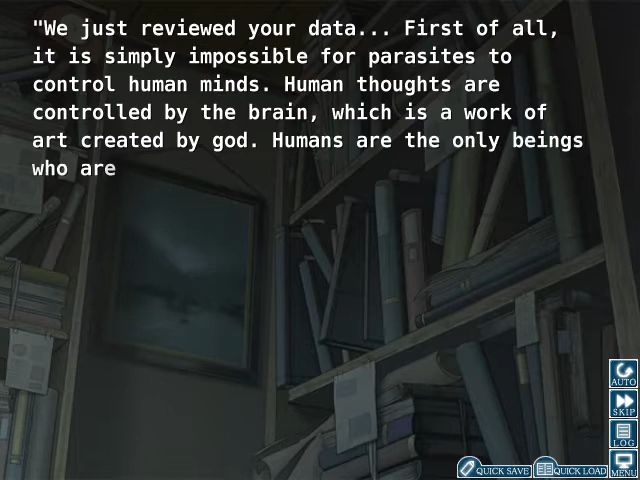 "We just reviewed your data... First of all,
it is simply impossible for parasites to
control human minds. Human thoughts are
controlled by the brain, which is a work of
art created by god. Humans are the only beings
who are
AUTO
SKIP
LOG
MENU
QUICK SAVE
QUICK LOAD